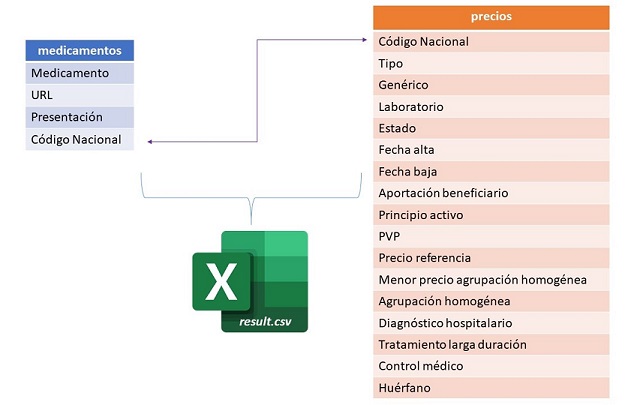 medicamentos
Medicamento
URL
Presentación
Código Nacional
precios
Código Nacional
Tipo
Genérico
Laboratorio
Estado
Fecha alta
Fecha baja
Aportación beneficiario
Principio activo
PVP
Precio referencia
Menor precio agrupación homogénea
Agrupación homogénea
Diagnóstico hospitalario
Tratamiento larga duración
Control médico
Huérfano
X
result.csv